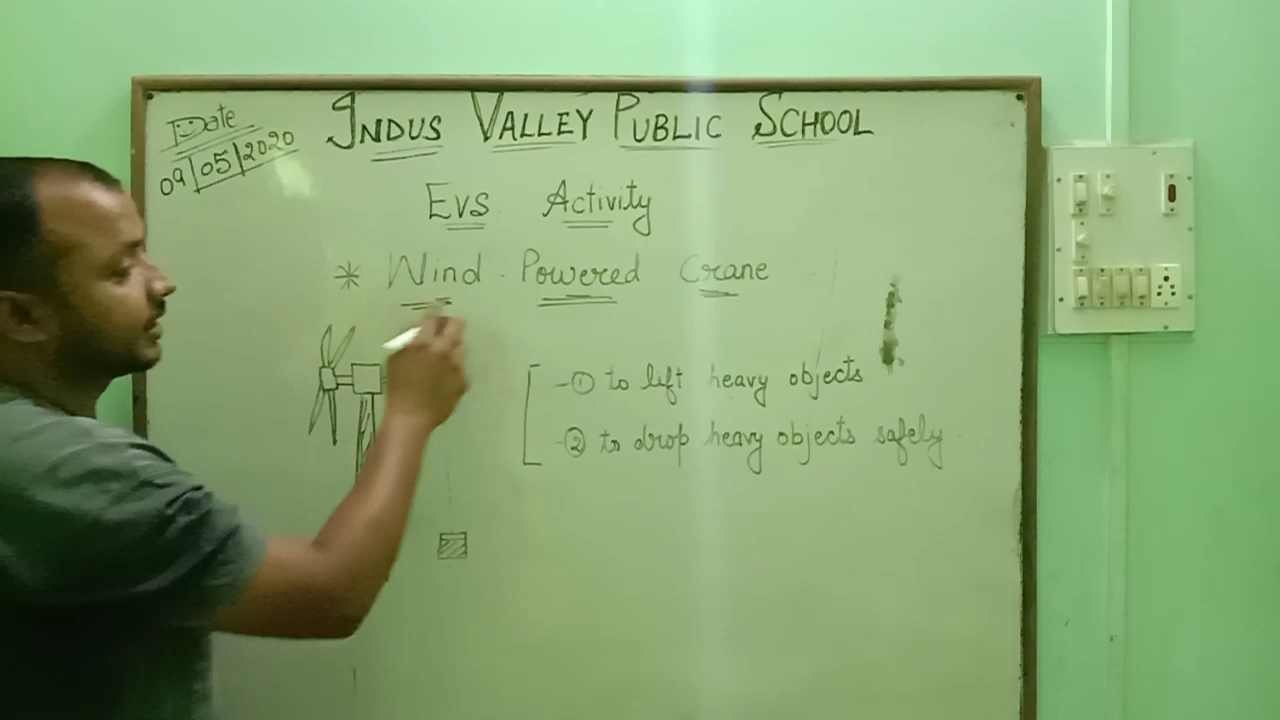 Date
09/05/2020
INDUS VALLEY PUBLIC SCHOOL
Evs Activity
* Wind Powered Crane
- ① to lift heavy objects
- ② to drop heavy objects safely